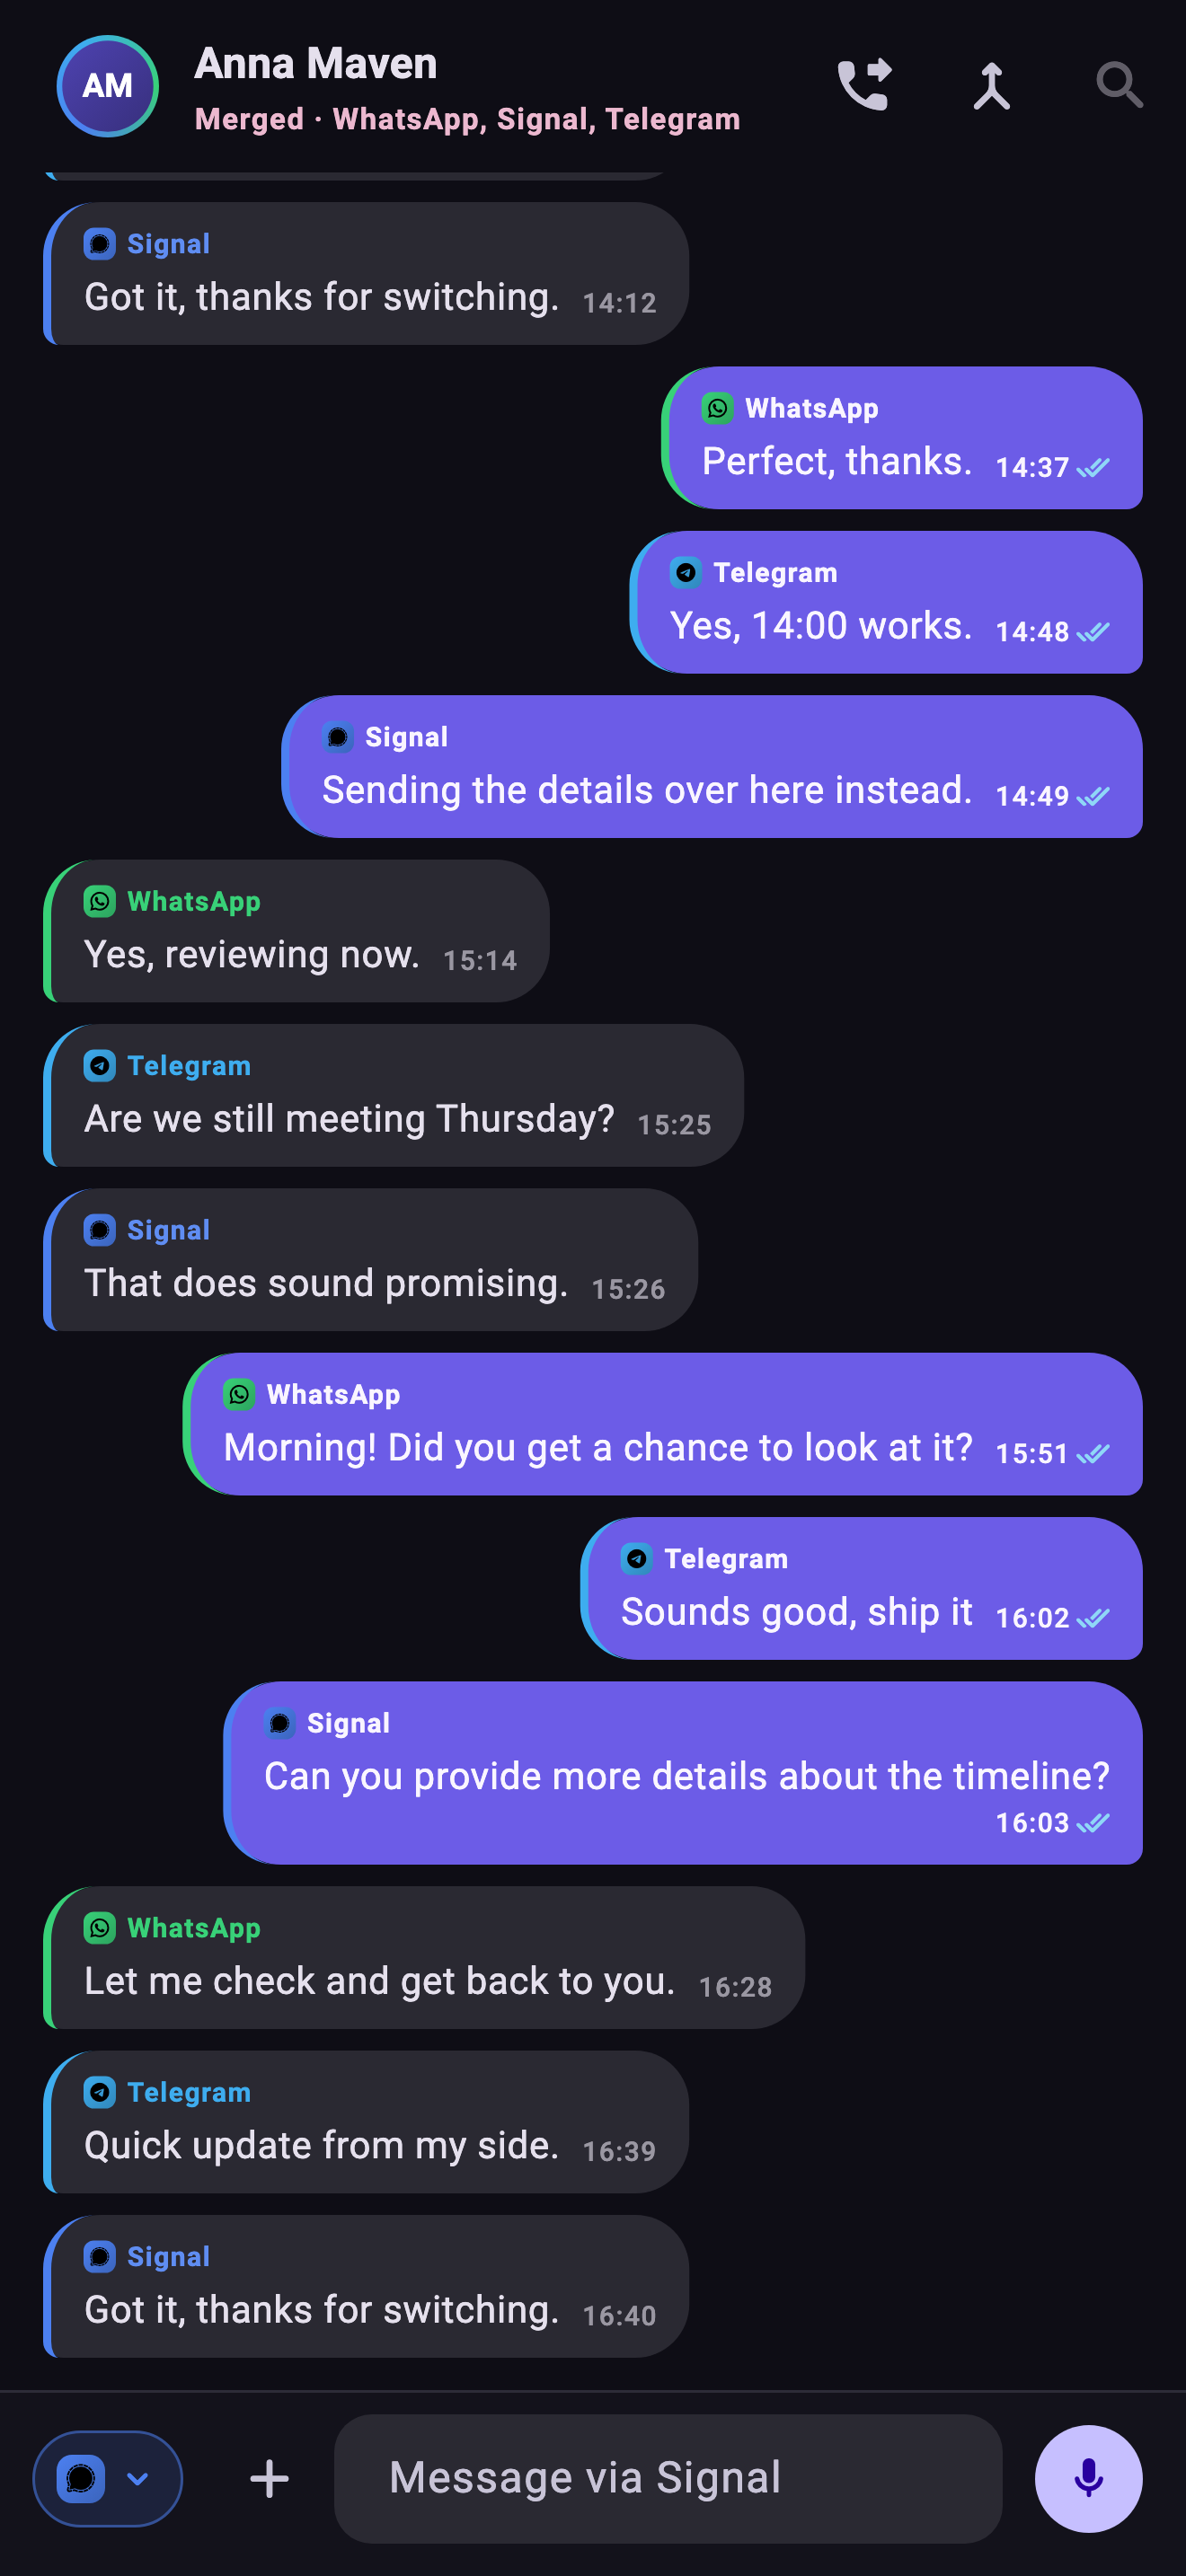 AM
Anna Maven
Merged · WhatsApp, Signal, Telegram
Signal
Got it, thanks for switching. 14:12
WhatsApp
Perfect, thanks. 14:37
Telegram
Yes, 14:00 works. 14:48
Signal
Sending the details over here instead. 14:49
WhatsApp
Yes, reviewing now. 15:14
Telegram
Are we still meeting Thursday? 15:25
Signal
That does sound promising. 15:26
WhatsApp
Morning! Did you get a chance to look at it? 15:51
Telegram
Sounds good, ship it 16:02
Signal
Can you provide more details about the timeline?
16:03
WhatsApp
Let me check and get back to you. 16:28
Telegram
Quick update from my side. 16:39
Signal
Got it, thanks for switching. 16:40
Message via Signal